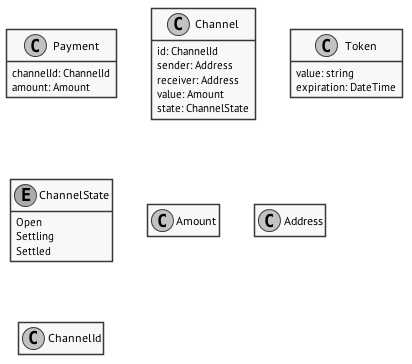 C Payment
channelId: ChannelId
amount: Amount
C Channel
id: ChannelId
sender: Address
receiver: Address
value: Amount
state: ChannelState
C Token
value: string
expiration: DateTime
E ChannelState
Open
Settling
Settled
C Amount
C Address
C ChannelId